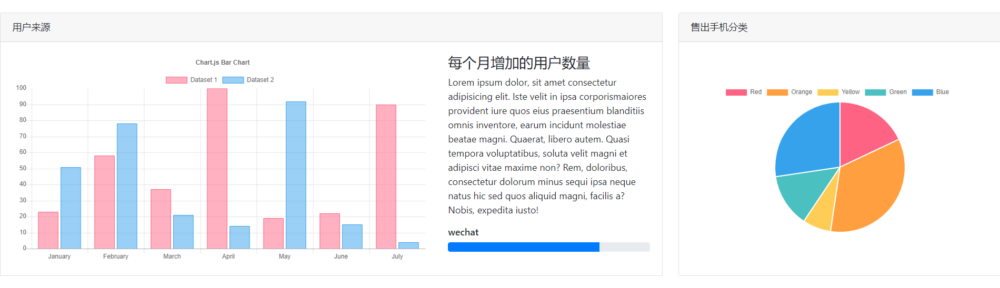 用户来源
Chart.js Bar Chart
Dataset 1 Dataset 2
100
90
80
70
60
50
40
30
20
10
0
January February March April May June July
每个月增加的用户数量
Lorem ipsum dolor, sit amet consectetur
adipisicing elit. Iste velit in ipsa corporismaiores
provident iure quos eius praesentium blanditiis
omnis inventore, earum incidunt molestiae
beatae magni. Quaerat, libero autem. Quasi
tempora voluptatibus, soluta velit magni et
adipisci vitae maxime non? Rem, doloribus,
consectetur dolorum minus sequi ipsa neque
natus hic sed quos aliquid magni, facilis a?
Nobis, expedita iusto!
wechat
售出手机分类
Red Orange Yellow Green Blue